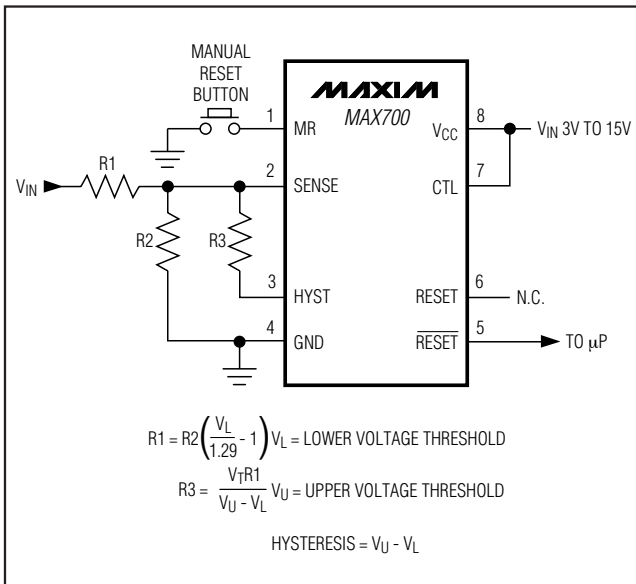 MANUAL
RESET
BUTTON
MAXIM
MAX700
1 MR
VCC 8
VIN 3V TO 15V
R1
VIN
2 SENSE
CTL 7
R2
R3
3 HYST
RESET 6
N.C.
4 GND
RESET 5
TO μP
R1 = R2(VL/1.29 - 1) VL = LOWER VOLTAGE THRESHOLD
R3 = VTR1/(VU - VL) VU = UPPER VOLTAGE THRESHOLD
HYSTERESIS = VU - VL